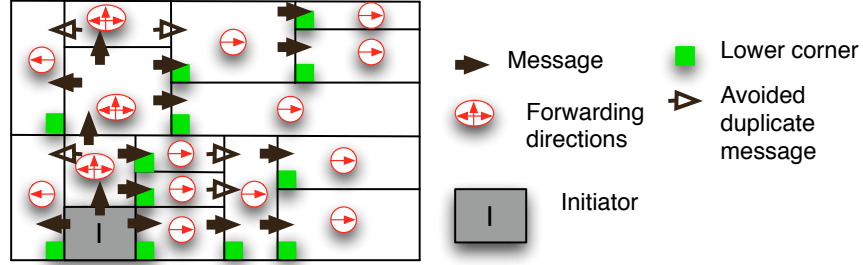 I
Message
Lower corner
Forwarding
directions
Avoided
duplicate
message
I
Initiator